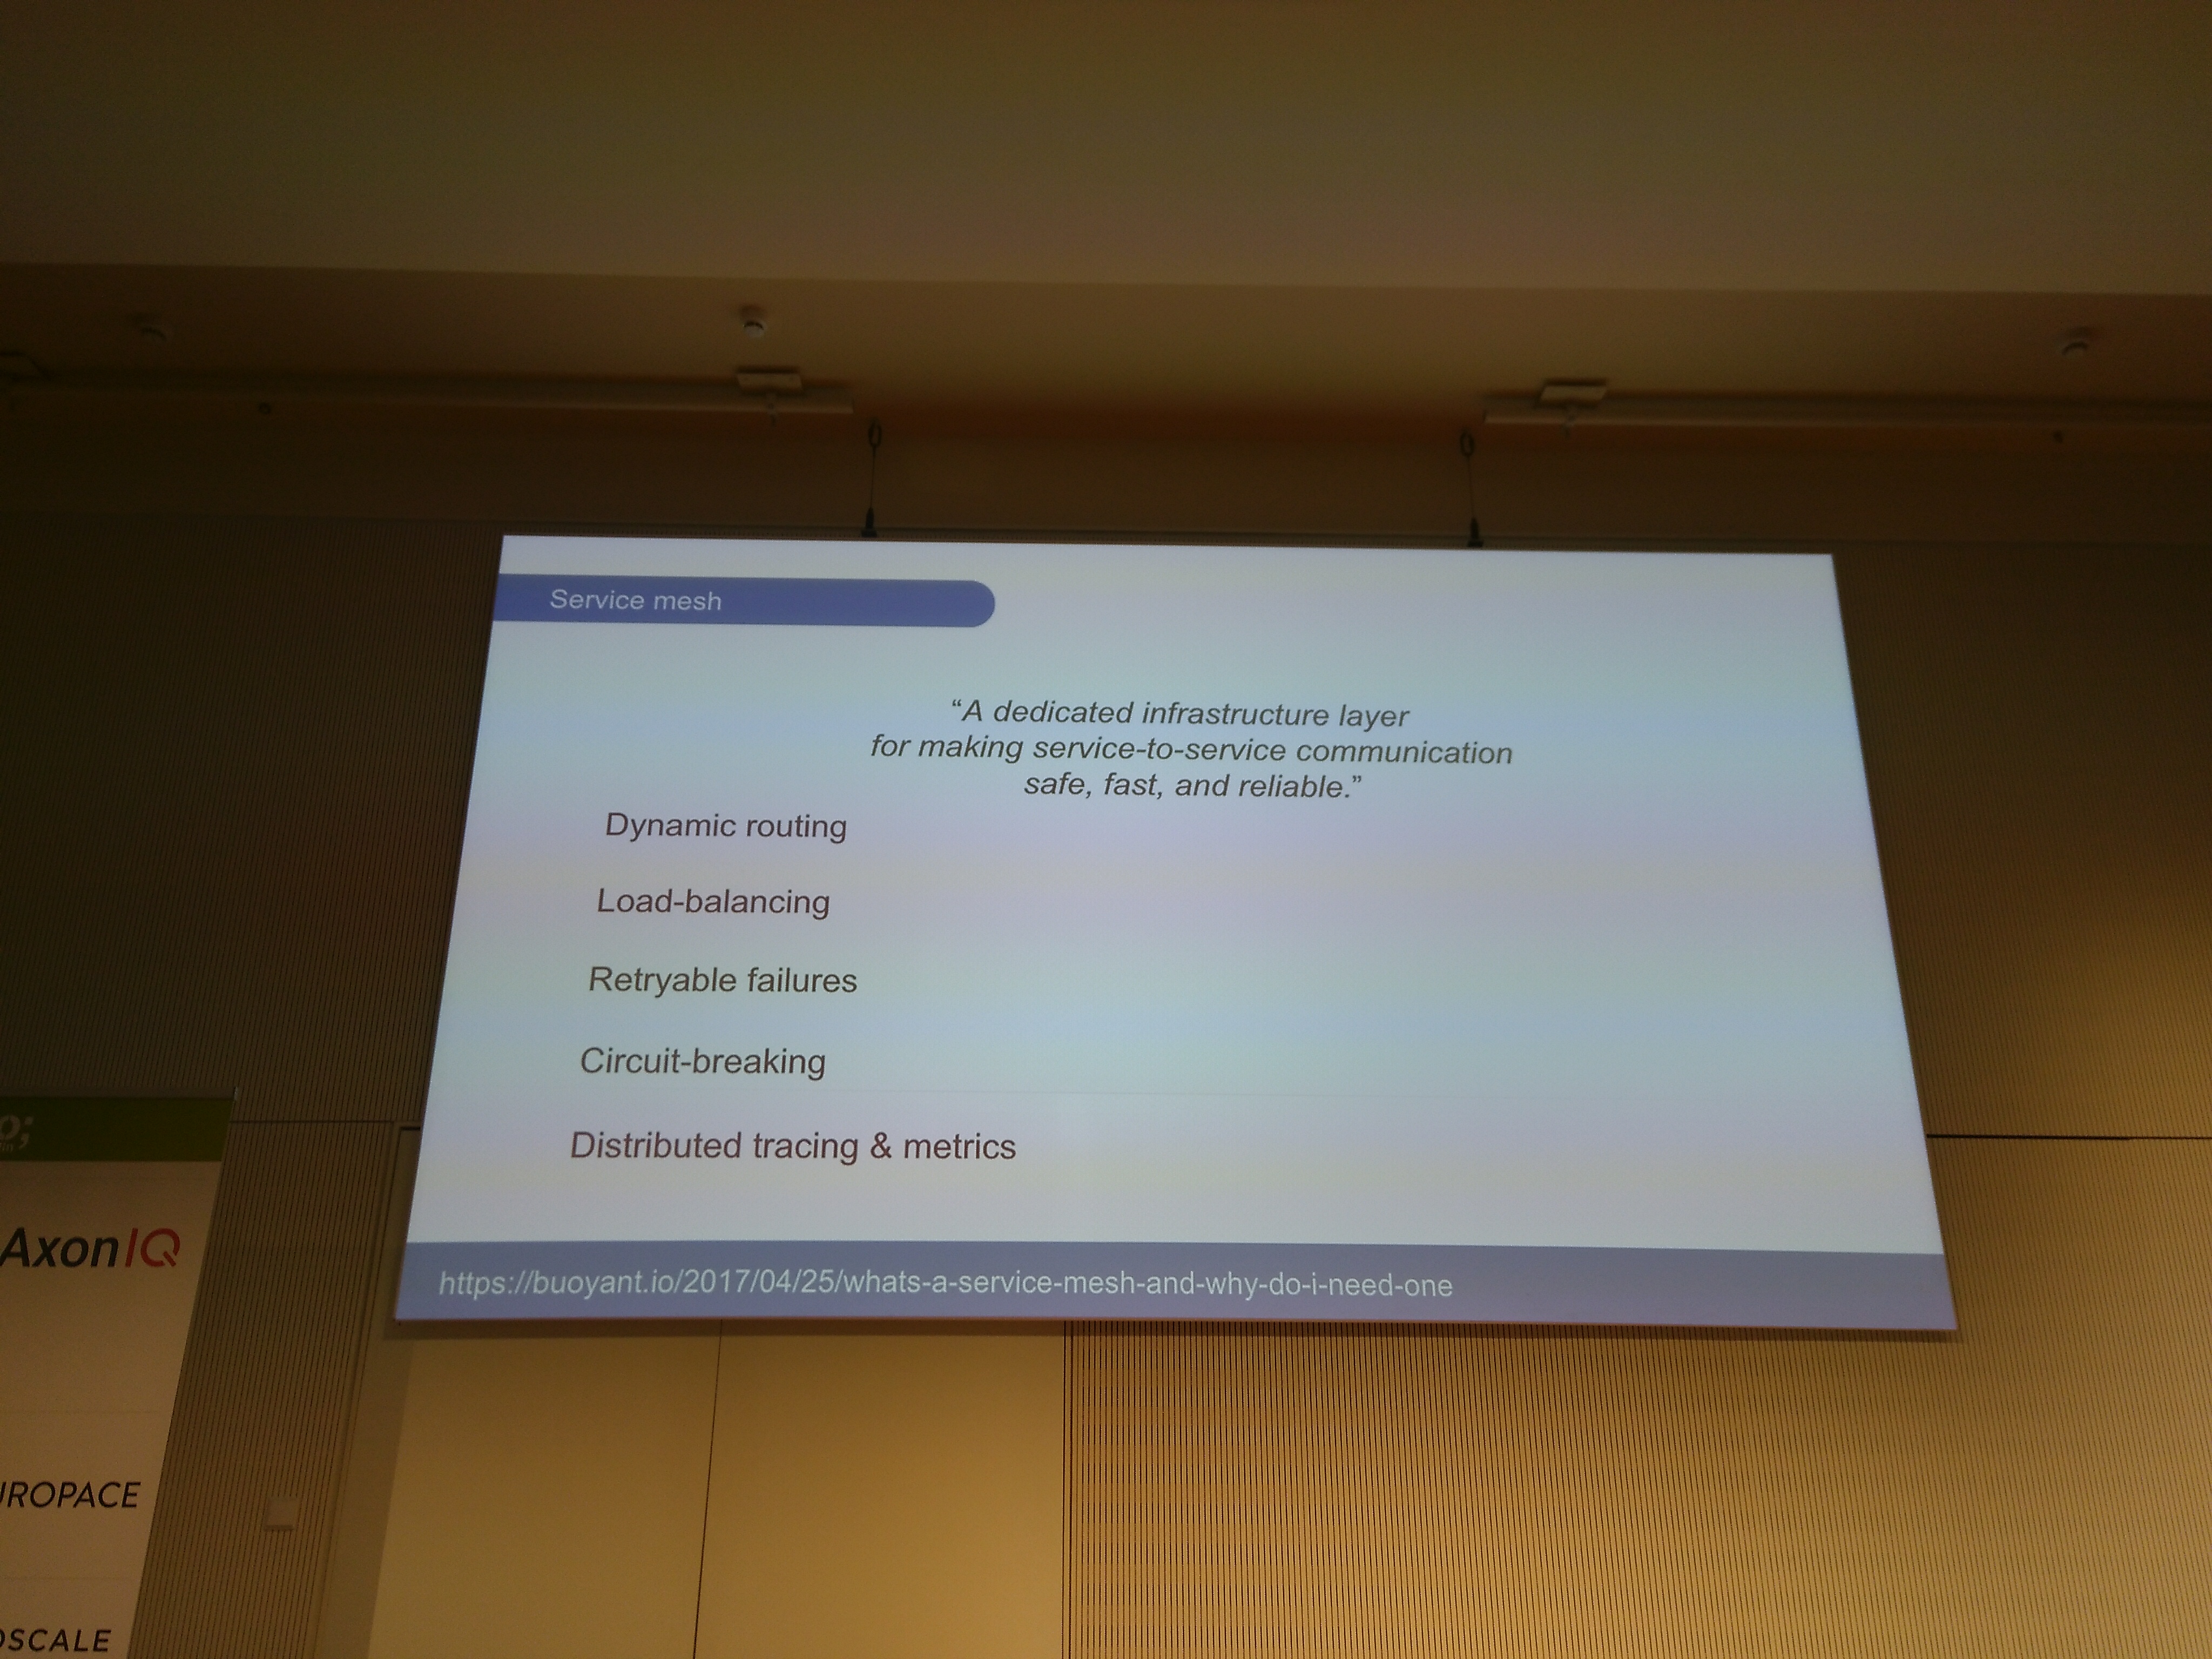 Service mesh
“A dedicated infrastructure layer
for making service-to-service communication
safe, fast, and reliable.”
Dynamic routing
Load-balancing
Retryable failures
Circuit-breaking
Distributed tracing & metrics
https://buoyant.io/2017/04/25/whats-a-service-mesh-and-why-do-i-need-one
o;
AxonIQ
UROPACE
OSCALE